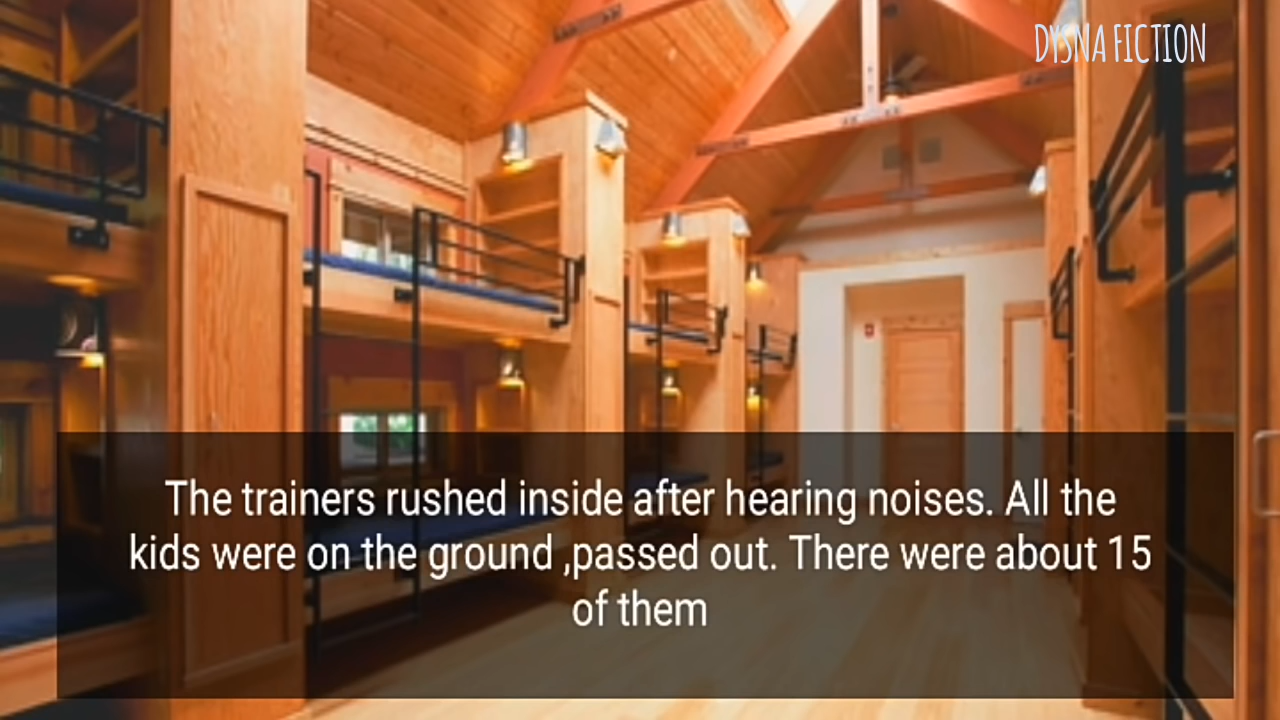 DYSNA FICTION
The trainers rushed inside after hearing noises. All the
kids were on the ground ,passed out. There were about 15
of them